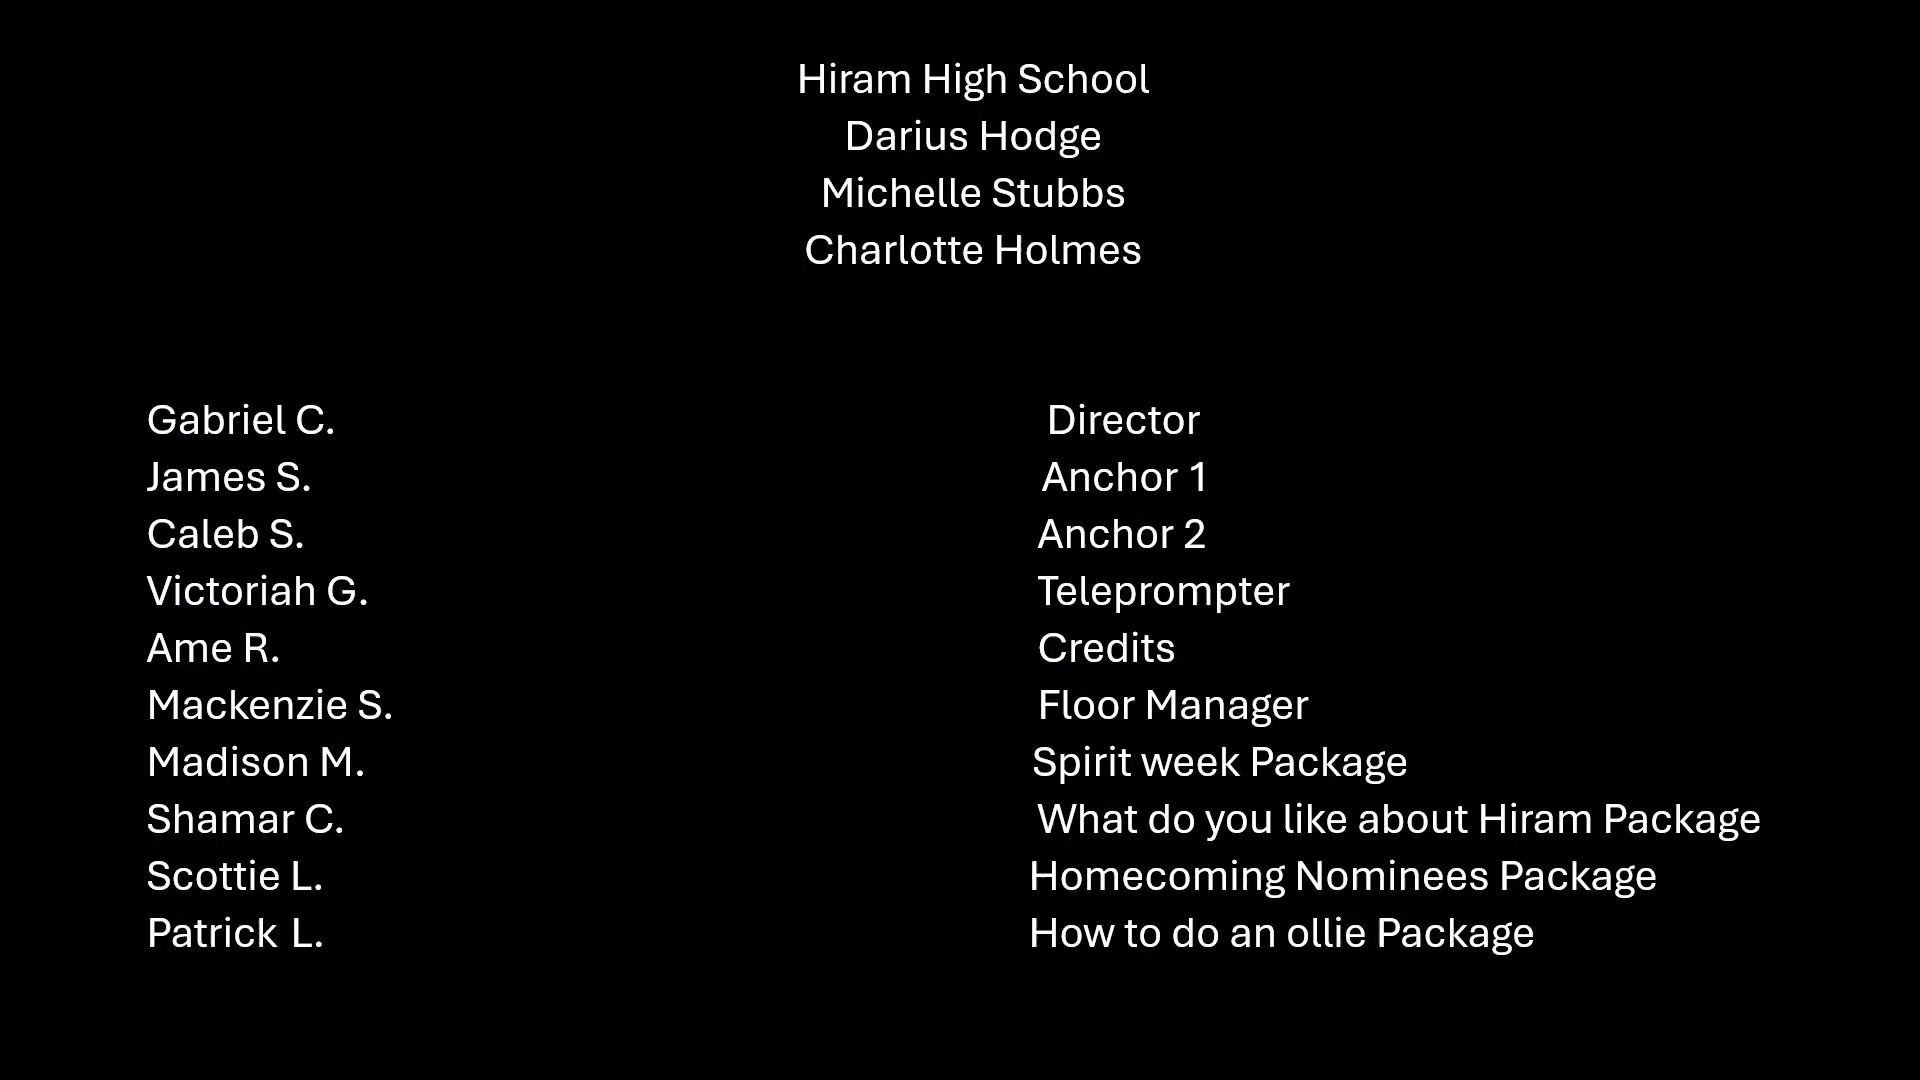 Hiram High School
Darius Hodge
Michelle Stubbs
Charlotte Holmes
Gabriel C. Director
James S. Anchor 1
Caleb S. Anchor 2
Victoriah G. Teleprompter
Ame R. Credits
Mackenzie S. Floor Manager
Madison M. Spirit week Package
Shamar C. What do you like about Hiram Package
Scottie L. Homecoming Nominees Package
Patrick L. How to do an ollie Package